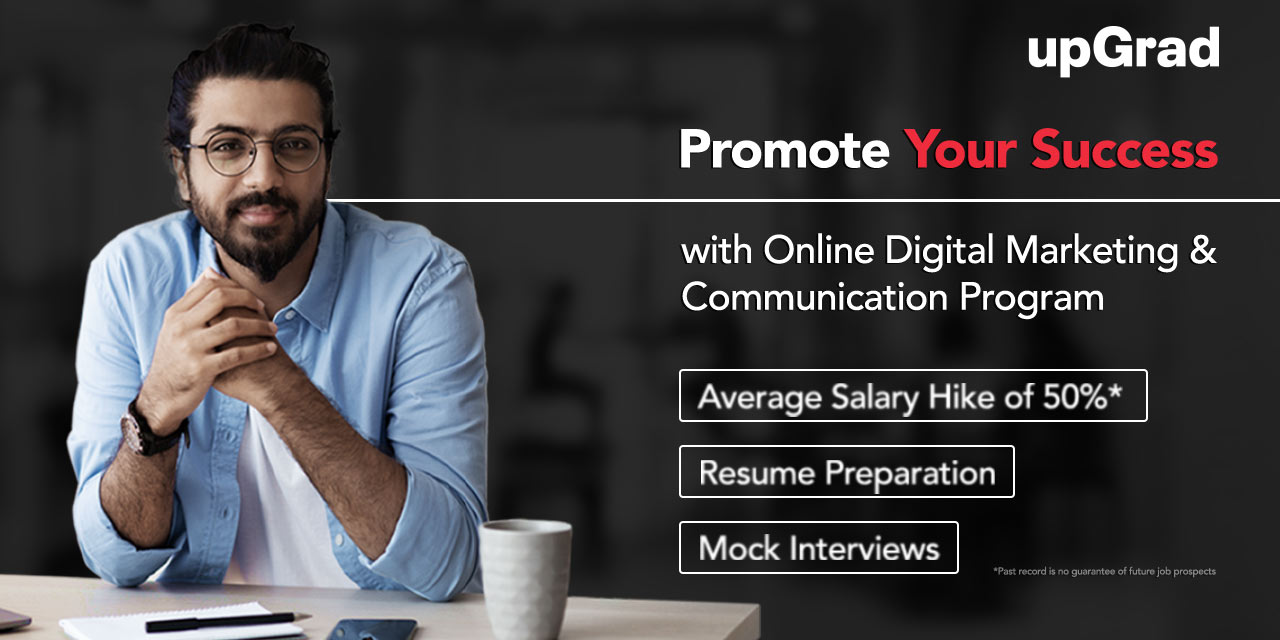 upGrad
Promote Your Success
with Online Digital Marketing &
Communication Program
Average Salary Hike of 50%*
Resume Preparation
Mock Interviews
*Past record is no guarantee of future job prospects